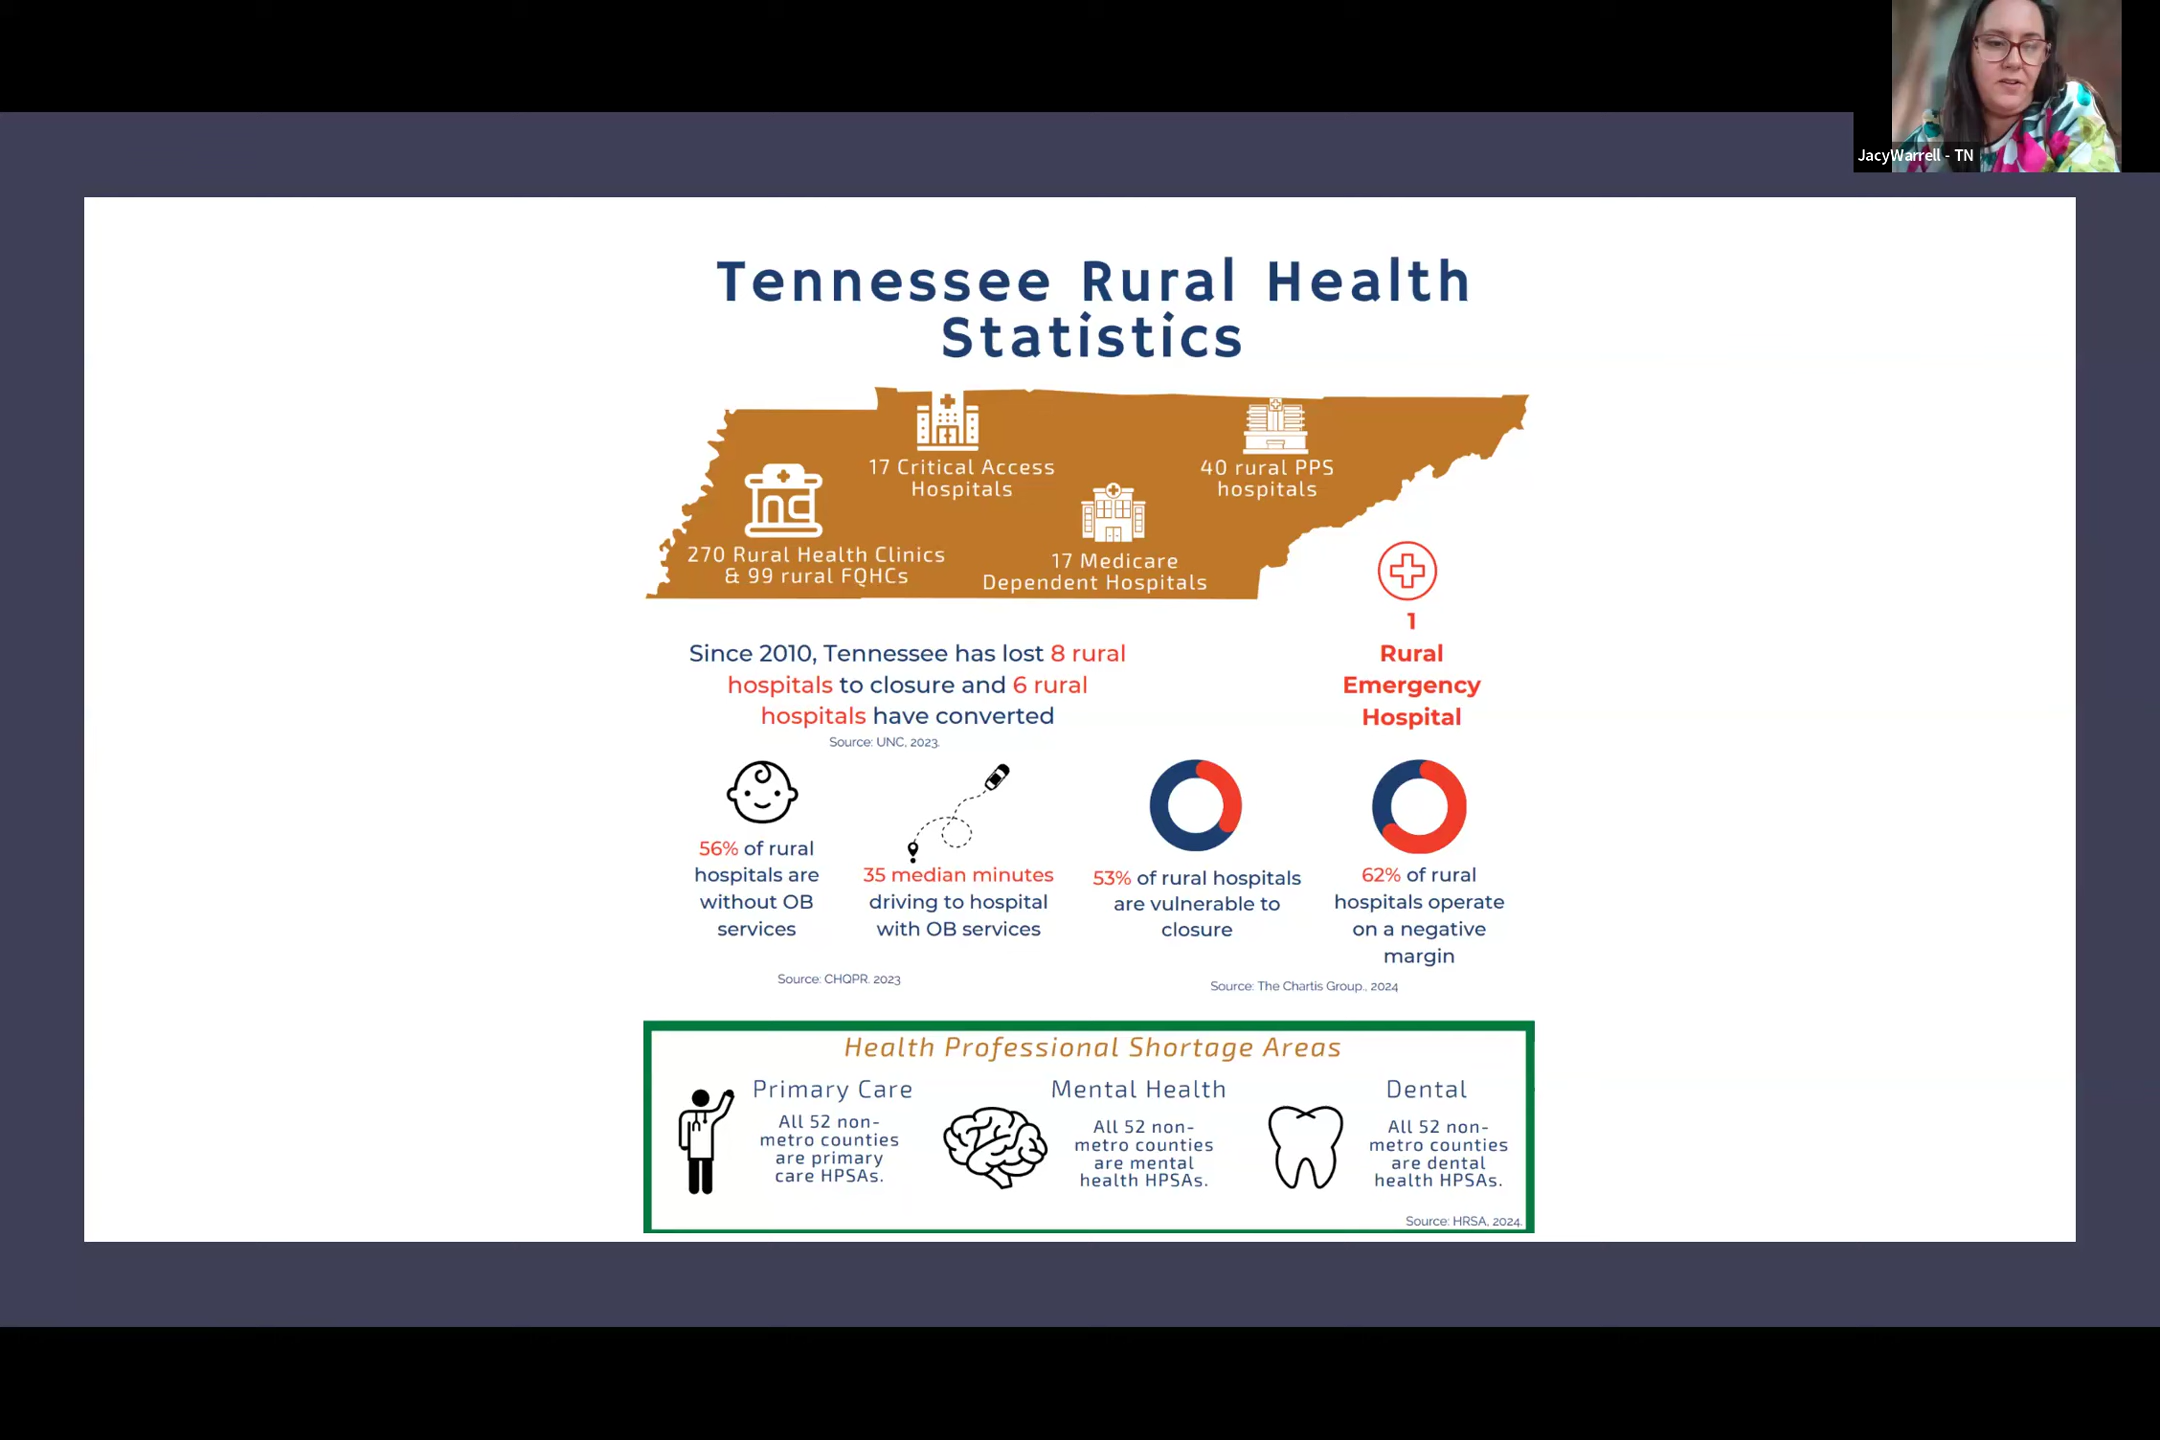 JacyWarrell - TN
Tennessee Rural Health
Statistics
17 Critical Access
Hospitals
40 rural PPS
hospitals
270 Rural Health Clinics
& 99 rural FQHCs
17 Medicare
Dependent Hospitals
1
Rural
Emergency
Hospital
Since 2010, Tennessee has lost 8 rural
hospitals to closure and 6 rural
hospitals have converted
Source: UNC, 2023.
56% of rural
hospitals are
without OB
services
35 median minutes
driving to hospital
with OB services
53% of rural hospitals
are vulnerable to
closure
62% of rural
hospitals operate
on a negative
margin
Source: CHQPR. 2023
Source: The Chartis Group., 2024
Health Professional Shortage Areas
Primary Care
All 52 non-
metro counties
are primary
care HPSAs.
Mental Health
All 52 non-
metro counties
are mental
health HPSAs.
Dental
All 52 non-
metro counties
are dental
health HPSAs.
Source: HRSA, 2024.